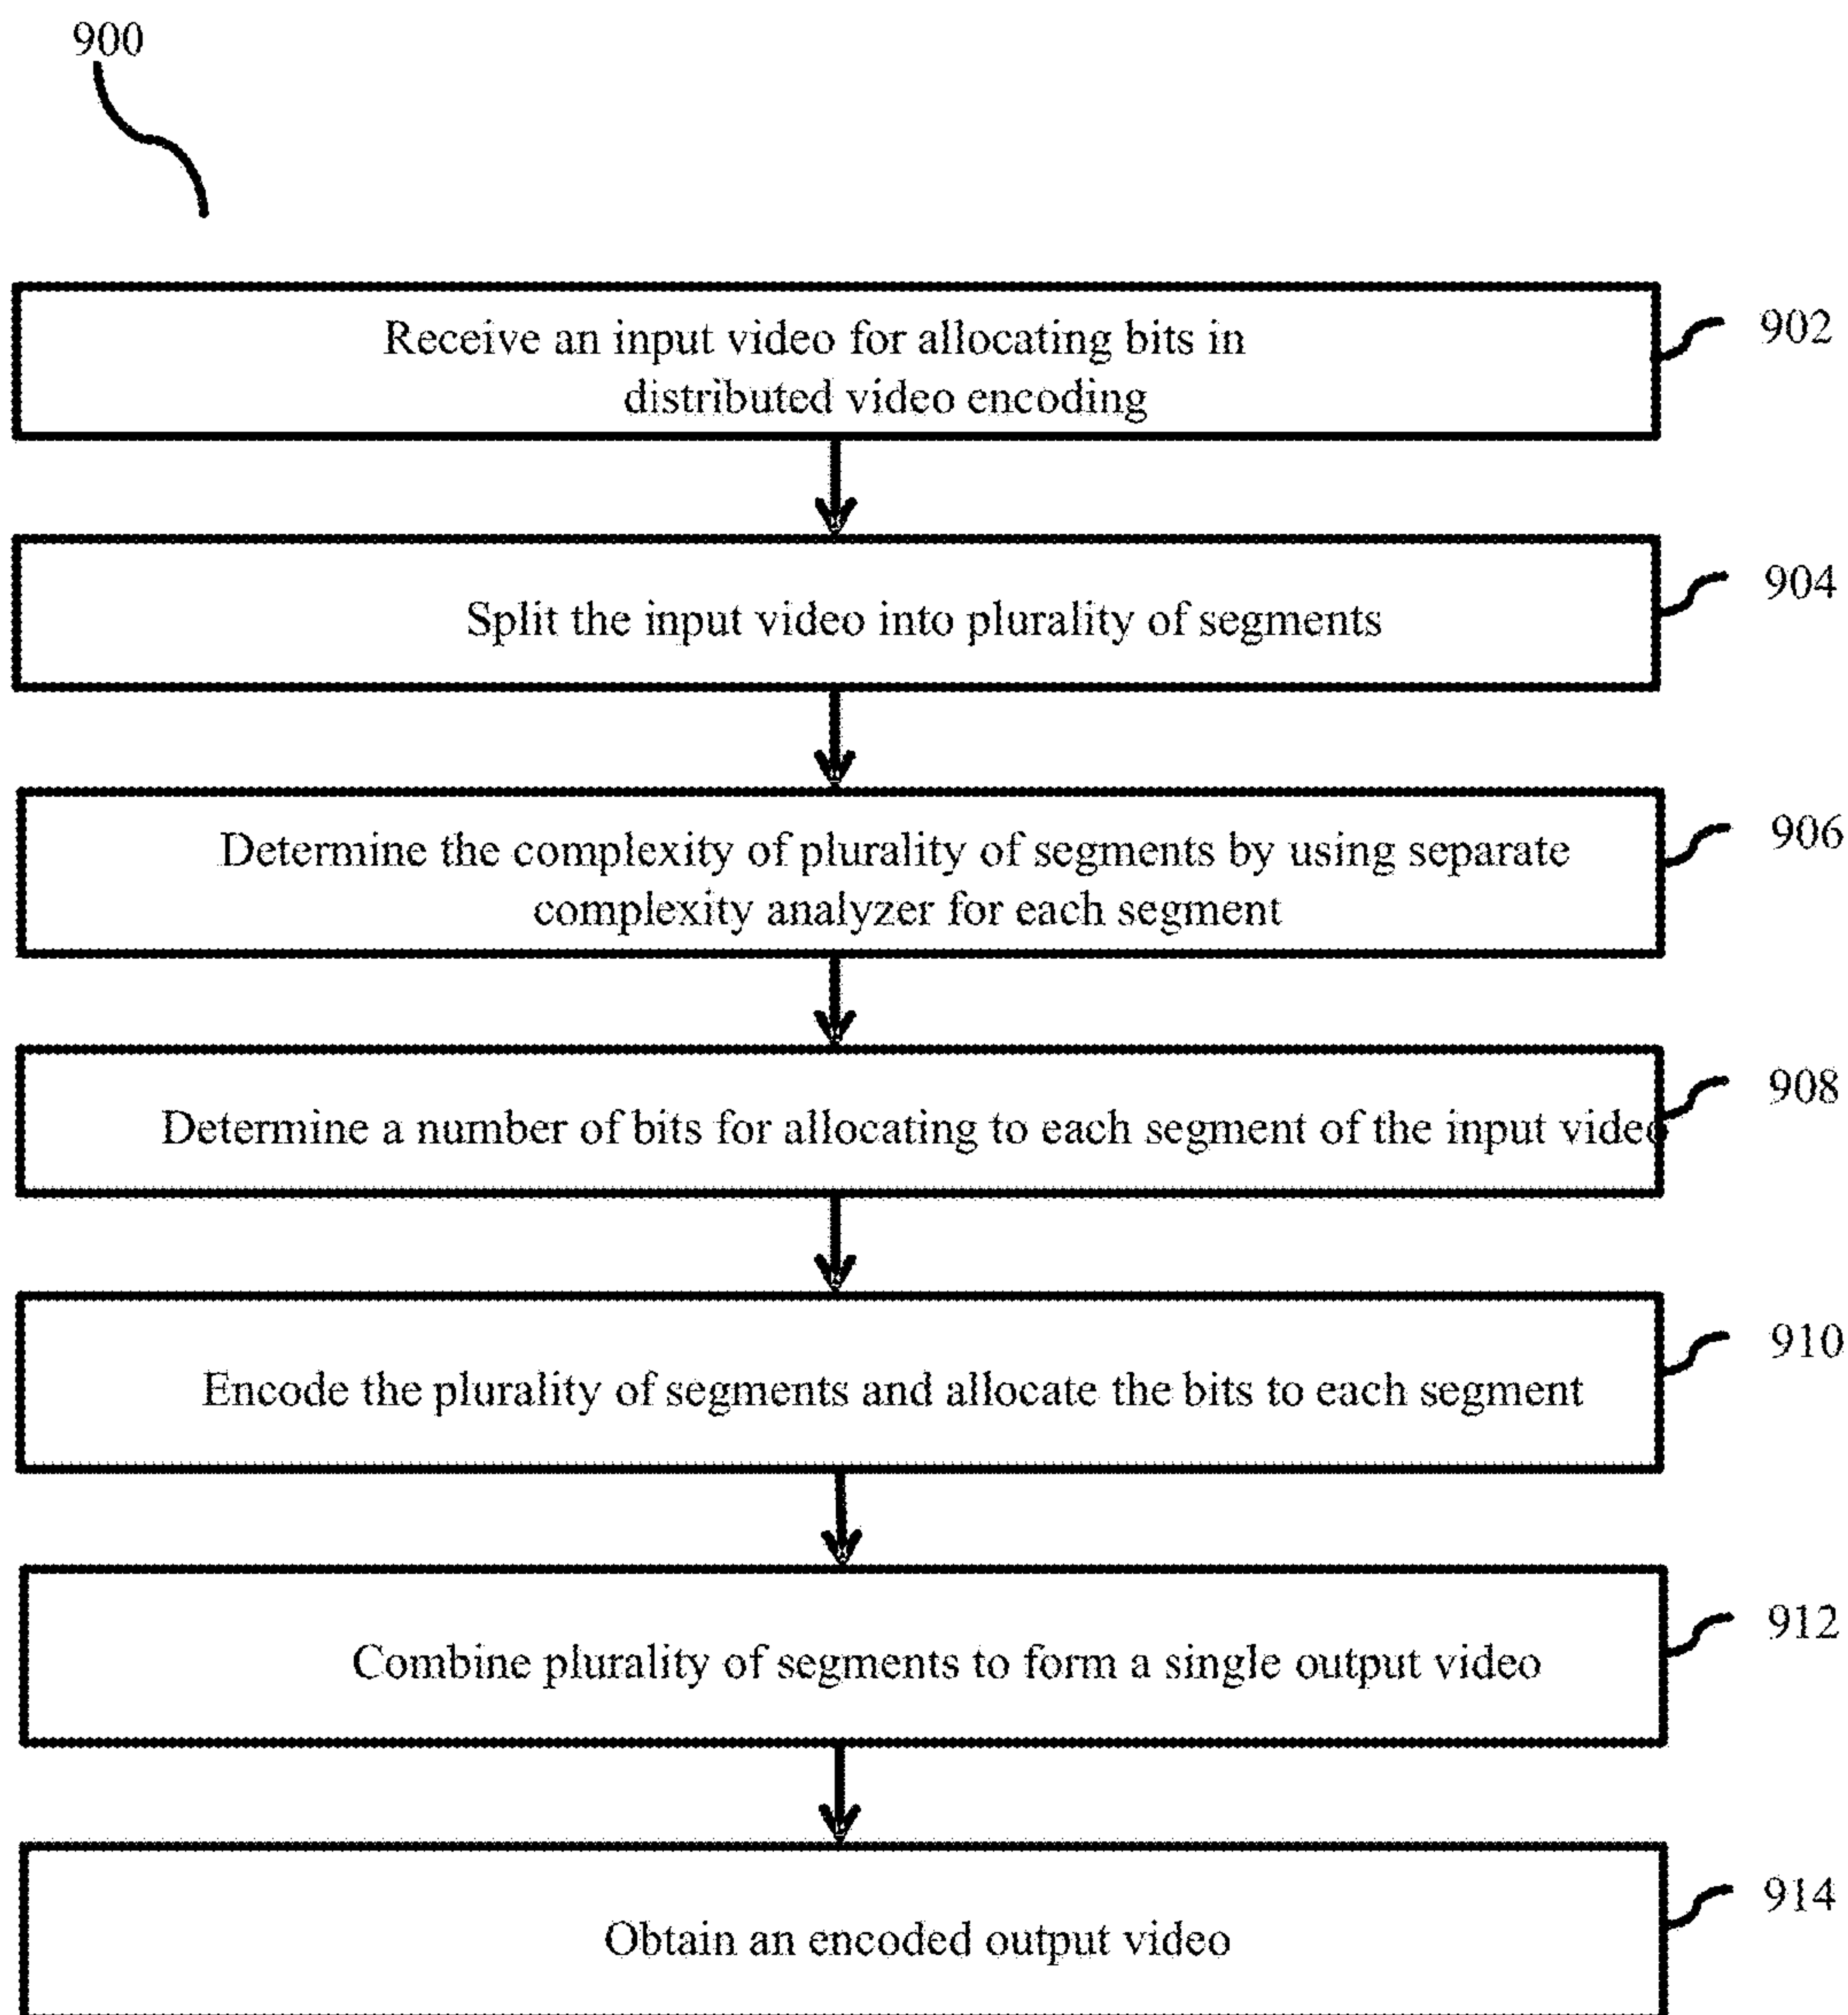 900
Receive an input video for allocating bits in
distributed video encoding
902
Split the input video into plurality of segments
904
Determine the complexity of plurality of segments by using separate
complexity analyzer for each segment
906
Determine a number of bits for allocating to each segment of the input video
908
Encode the plurality of segments and allocate the bits to each segment
910
Combine plurality of segments to form a single output video
912
Obtain an encoded output video
914